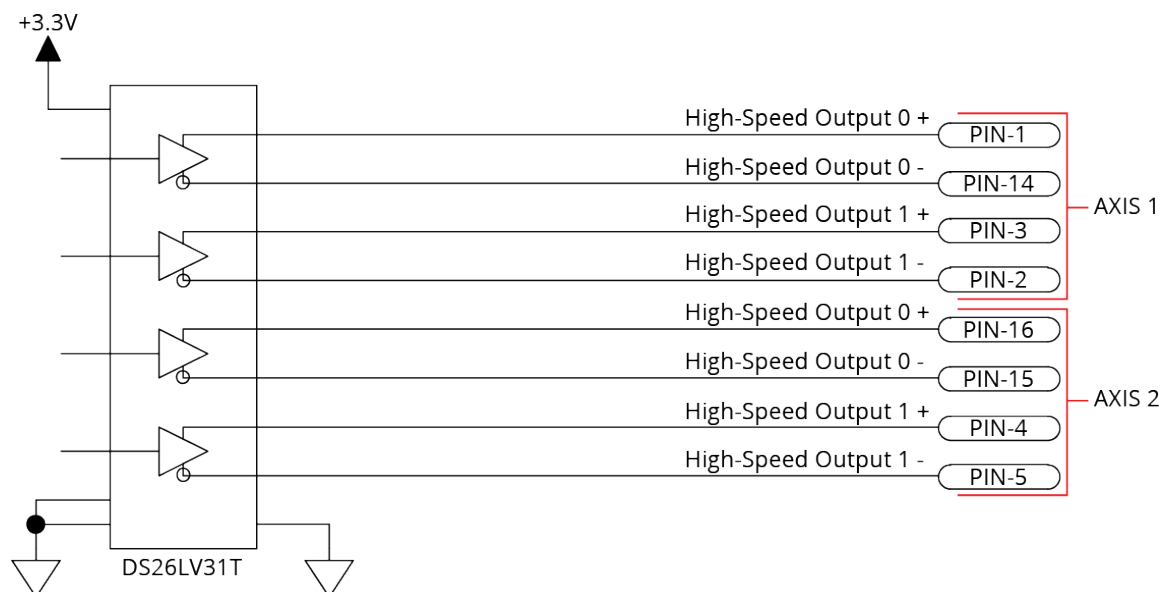 +3.3V
High-Speed Output 0 +
PIN-1
High-Speed Output 0 -
PIN-14
AXIS 1
High-Speed Output 1 +
PIN-3
High-Speed Output 1 -
PIN-2
High-Speed Output 0 +
PIN-16
High-Speed Output 0 -
PIN-15
AXIS 2
High-Speed Output 1 +
PIN-4
High-Speed Output 1 -
PIN-5
DS26LV31T